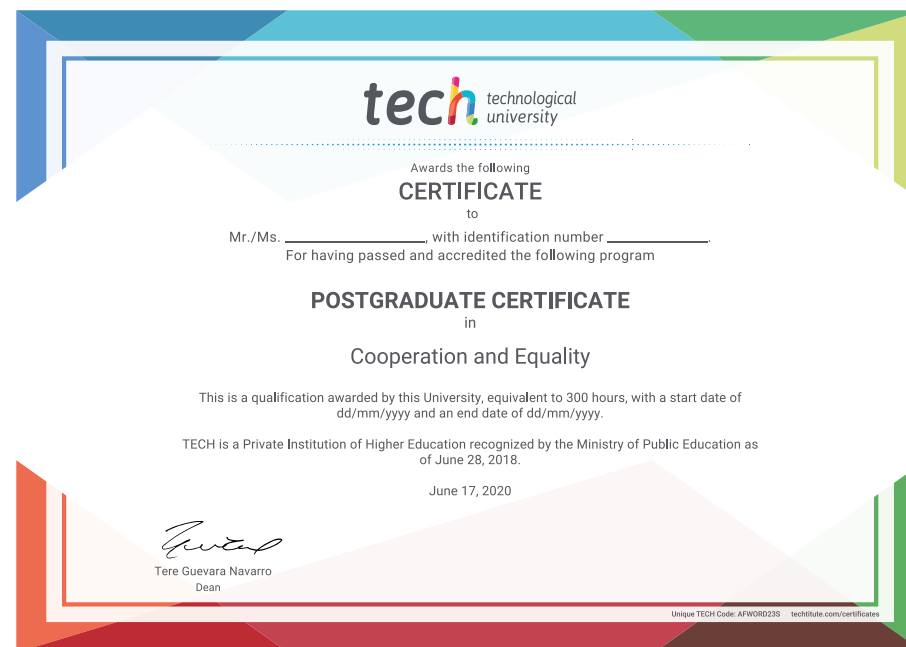 tech technological
university
Awards the following
CERTIFICATE
to
Mr./Ms. ____________, with identification number _________.
For having passed and accredited the following program
POSTGRADUATE CERTIFICATE
in
Cooperation and Equality
This is a qualification awarded by this University, equivalent to 300 hours, with a start date of
dd/mm/yyyy and an end date of dd/mm/yyyy.
TECH is a Private Institution of Higher Education recognized by the Ministry of Public Education as
of June 28, 2018.
June 17, 2020
Tere Guevara Navarro
Dean
Unique TECH Code: AFWORD23S techtitute.com/certificates